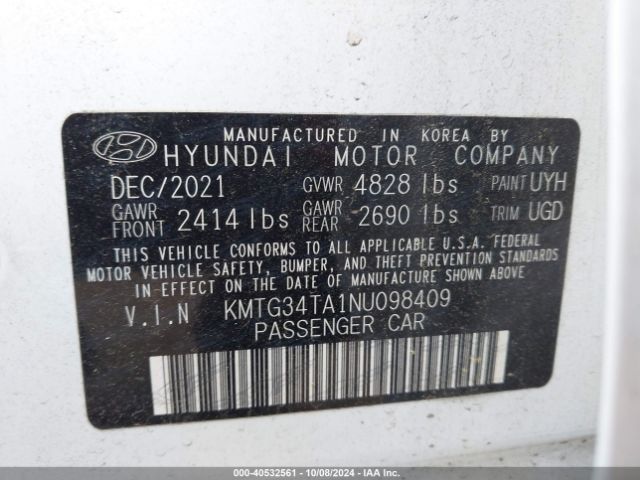 MANUFACTURED IN KOREA BY
HYUNDAI MOTOR COMPANY
DEC/2021 GVWR 4828 lbs PAINT UYH
GAWR FRONT 2414 lbs GAWR REAR 2690 lbs TRIM UGD
THIS VEHICLE CONFORMS TO ALL APPLICABLE U.S.A. FEDERAL
MOTOR VEHICLE SAFETY, BUMPER, AND THEFT PREVENTION STANDARDS
IN EFFECT ON THE DATE OF MANUFACTURE SHOWN ABOVE.
V.I.N KMTG34TA1NU098409
PASSENGER CAR
000-40532561 - 10/08/2024 - IAA Inc.